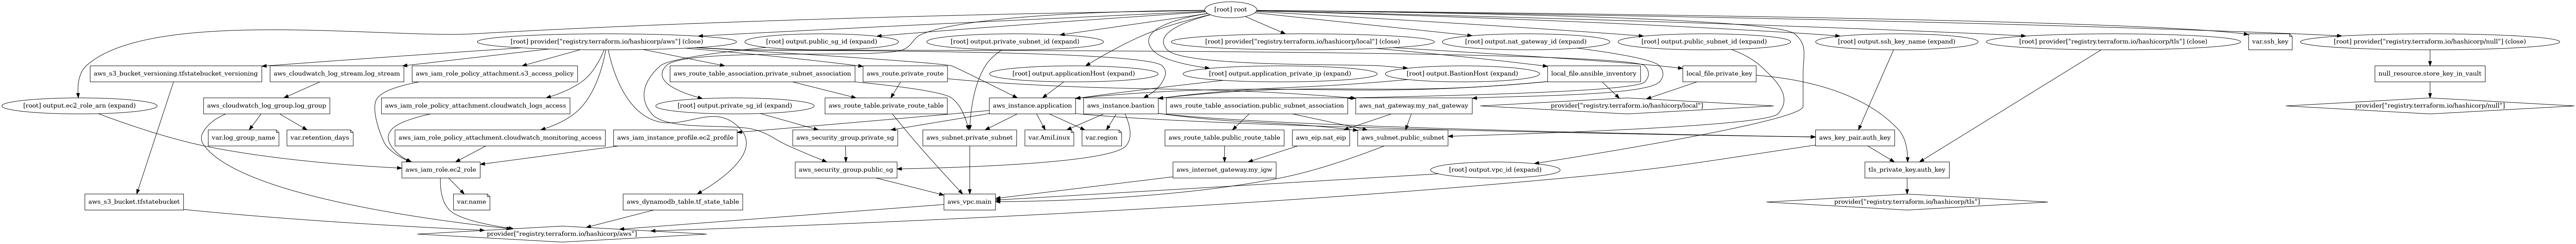 [root] root
[root] provider["registry.terraform.io/hashicorp/aws"] (close)
[root] output.public_sg_id (expand)
[root] output.private_subnet_id (expand)
[root] provider["registry.terraform.io/hashicorp/local"] (close)
[root] output.nat_gateway_id (expand)
[root] output.public_subnet_id (expand)
[root] output.ssh_key_name (expand)
[root] provider["registry.terraform.io/hashicorp/tls"] (close)
var.ssh_key
[root] provider["registry.terraform.io/hashicorp/null"] (close)
aws_s3_bucket_versioning.tfstatebucket_versioning
aws_cloudwatch_log_stream.log_stream
aws_iam_role_policy_attachment.s3_access_policy
aws_route_table_association.private_subnet_association
aws_route.private_route
[root] output.applicationHost (expand)
[root] output.application_private_ip (expand)
[root] output.BastionHost (expand)
local_file.ansible_inventory
local_file.private_key
null_resource.store_key_in_vault
[root] output.ec2_role_arn (expand)
aws_cloudwatch_log_group.log_group
aws_iam_role_policy_attachment.cloudwatch_logs_access
[root] output.private_sg_id (expand)
aws_route_table.private_route_table
aws_instance.application
aws_instance.bastion
aws_route_table_association.public_subnet_association
aws_nat_gateway.my_nat_gateway
provider["registry.terraform.io/hashicorp/local"]
provider["registry.terraform.io/hashicorp/null"]
var.log_group_name
var.retention_days
aws_iam_role_policy_attachment.cloudwatch_monitoring_access
aws_iam_instance_profile.ec2_profile
aws_security_group.private_sg
aws_subnet.private_subnet
var.AmiLinux
var.region
aws_route_table.public_route_table
aws_eip.nat_eip
aws_subnet.public_subnet
aws_key_pair.auth_key
aws_iam_role.ec2_role
aws_security_group.public_sg
aws_internet_gateway.my_igw
[root] output.vpc_id (expand)
tls_private_key.auth_key
aws_s3_bucket.tfstatebucket
var.name
aws_dynamodb_table.tf_state_table
aws_vpc.main
provider["registry.terraform.io/hashicorp/tls"]
provider["registry.terraform.io/hashicorp/aws"]